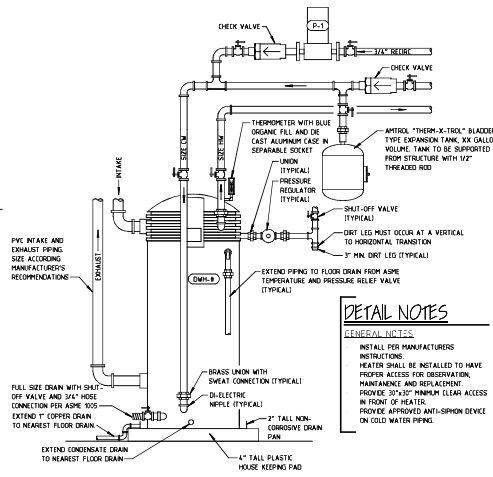 CHECK VALVE
P-1
3/4" RECIRC
CHECK VALVE
THERMOMETER WITH BLUE
ORGANIC FILL AND DIE
CAST ALUMINUM CASE IN
SEPARABLE SOCKET
AMTROL "THERM-X-TROL" BLADDER
TYPE EXPANSION TANK, XX GALLO
VOLUME. TANK TO BE SUPPORTED
FROM STRUCTURE WITH 1/2"
THREADED ROD
SIZE CW
SIZE HW
INTAKE
UNION
(TYPICAL)
PRESSURE
REGULATOR
(TYPICAL)
SHUT-OFF VALVE
(TYPICAL)
DIRT LEG MUST OCCUR AT A VERTICAL
TO HORIZONTAL TRANSITION
3" MIN. DIRT LEG (TYPICAL)
PVC INTAKE AND
EXHAUST PIPING.
SIZE ACCORDING
MANUFACTURER'S
RECOMMENDATIONS
EXHAUST
DWH-#
EXTEND PIPING TO FLOOR DRAIN FROM ASME
TEMPERATURE AND PRESSURE RELIEF VALVE
(TYPICAL)
DETAIL NOTES
GENERAL NOTES
INSTALL PER MANUFACTURERS
INSTRUCTIONS.
HEATER SHALL BE INSTALLED TO HAVE
PROPER ACCESS FOR OBSERVATION,
MAINTANENCE AND REPLACEMENT.
PROVIDE 30"x30" MINIMUM CLEAR ACCESS
IN FRONT OF HEATER.
PROVIDE APPROVED ANTI-SIPHON DEVICE
ON COLD WATER PIPING.
BRASS UNION WITH
SWEAT CONNECTION (TYPICAL)
DI-ELECTRIC
NIPPLE (TYPICAL)
FULL SIZE DRAIN WITH SHUT-
OFF VALVE AND 3/4" HOSE
CONNECTION PER ASME 1005
EXTEND 1" COPPER DRAIN
TO NEAREST FLOOR DRAIN.
2" TALL NON-
CORROSIVE DRAIN
PAN
EXTEND CONDENSATE DRAIN
TO NEAREST FLOOR DRAIN
4" TALL PLASTIC
HOUSE KEEPING PAD